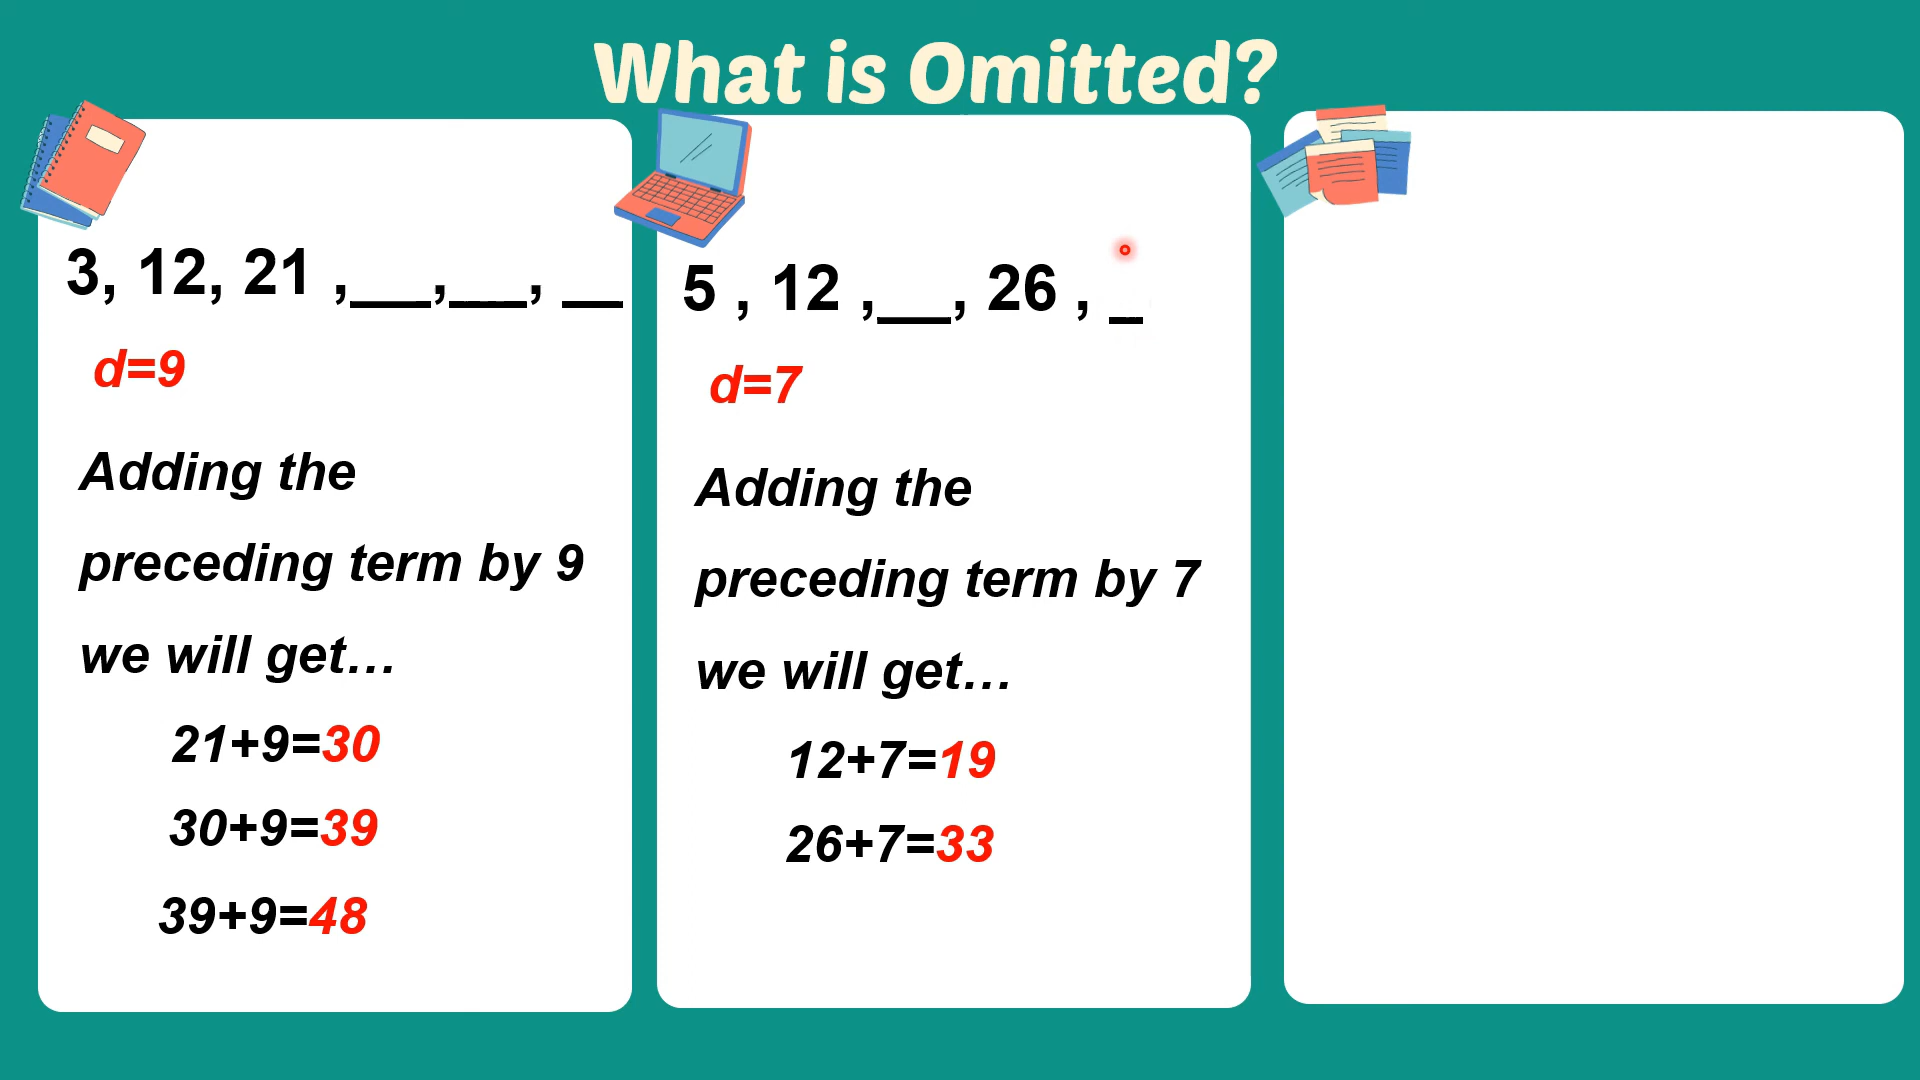 What is Omitted?
3, 12, 21 ,___,___, __
d=9
Adding the
preceding term by 9
we will get…
21+9=30
30+9=39
39+9=48
5 , 12 ,___, 26 , __
d=7
Adding the
preceding term by 7
we will get…
12+7=19
26+7=33